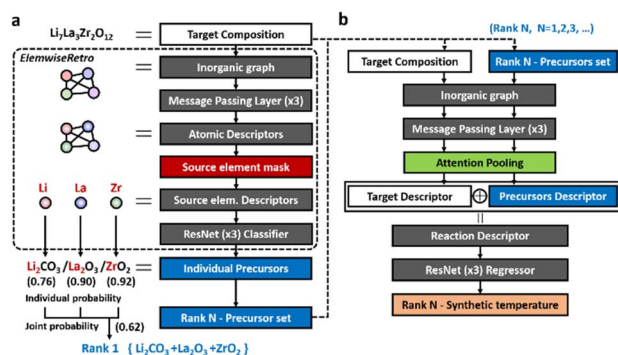 a
Li7La3Zr2O12
Target Composition
ElemwiseRetro
Inorganic graph
Message Passing Layer (x3)
Atomic Descriptors
Source element mask
Li La Zr
Source elem. Descriptors
ResNet (x3) Classifier
Li2CO3/La2O3/ZrO2
Individual Precursors
(0.76) (0.90) (0.92)
Individual probability
Joint probability (0.62)
Rank N - Precursor set
Rank 1 { Li2CO3+La2O3+ZrO2 }
b
(Rank N, N=1,2,3, ...)
Target Composition
Rank N - Precursors set
Inorganic graph
Message Passing Layer (x3)
Attention Pooling
Target Descriptor
Precursors Descriptor
Reaction Descriptor
ResNet (x3) Regressor
Rank N - Synthetic temperature